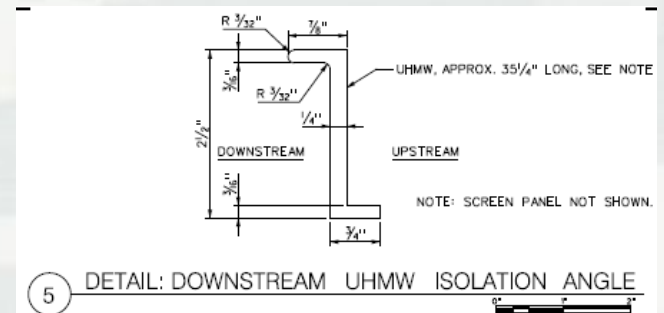 R 3/32"
7/8"
UHMW, APPROX. 35 1/4" LONG, SEE NOTE
3/16"
R 3/32"
1/4"
2 1/2"
DOWNSTREAM UPSTREAM
3/16"
NOTE: SCREEN PANEL NOT SHOWN.
3/4"
5 DETAIL: DOWNSTREAM UHMW ISOLATION ANGLE
0" 1" 2"